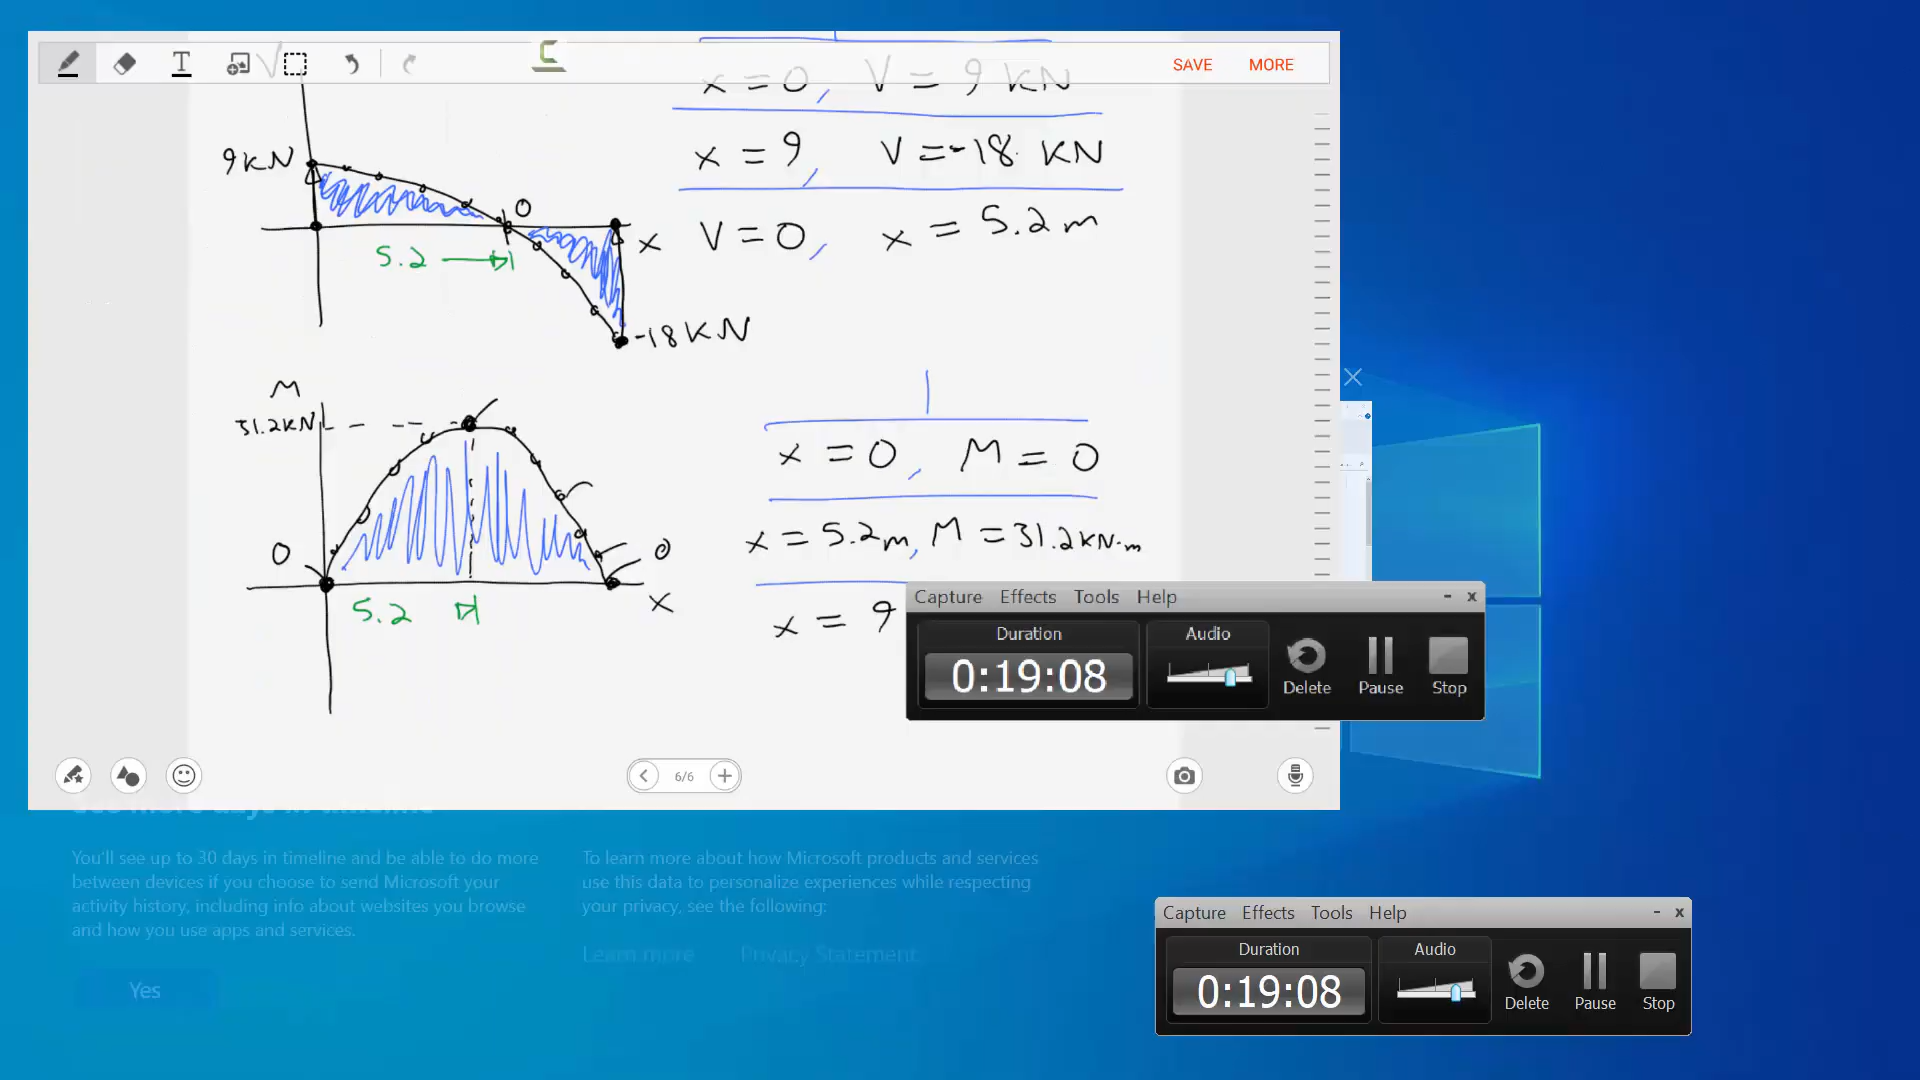 T
SAVE
MORE
V
x = 0, V = 9 KN
x = 9, V = -18 KN
V = 0, x = 5.2 m
9 KN
0
x
5.2
-18 KN
M
31.2KN
0
0
5.2
x
x = 0, M = 0
x = 5.2m, M = 31.2KN·m
x = 9
6/6
Capture Effects Tools Help - x
Duration
0:19:08
Audio
Delete
Pause
Stop
You'll see up to 30 days in timeline and be able to do more
between devices if you choose to send Microsoft your
activity history, including info about websites you browse
and how you use apps and services.
To learn more about how Microsoft products and services
use this data to personalize experiences while respecting
your privacy, see the following:
Learn more
Privacy Statement
Yes
Capture Effects Tools Help - x
Duration
0:19:08
Audio
Delete
Pause
Stop